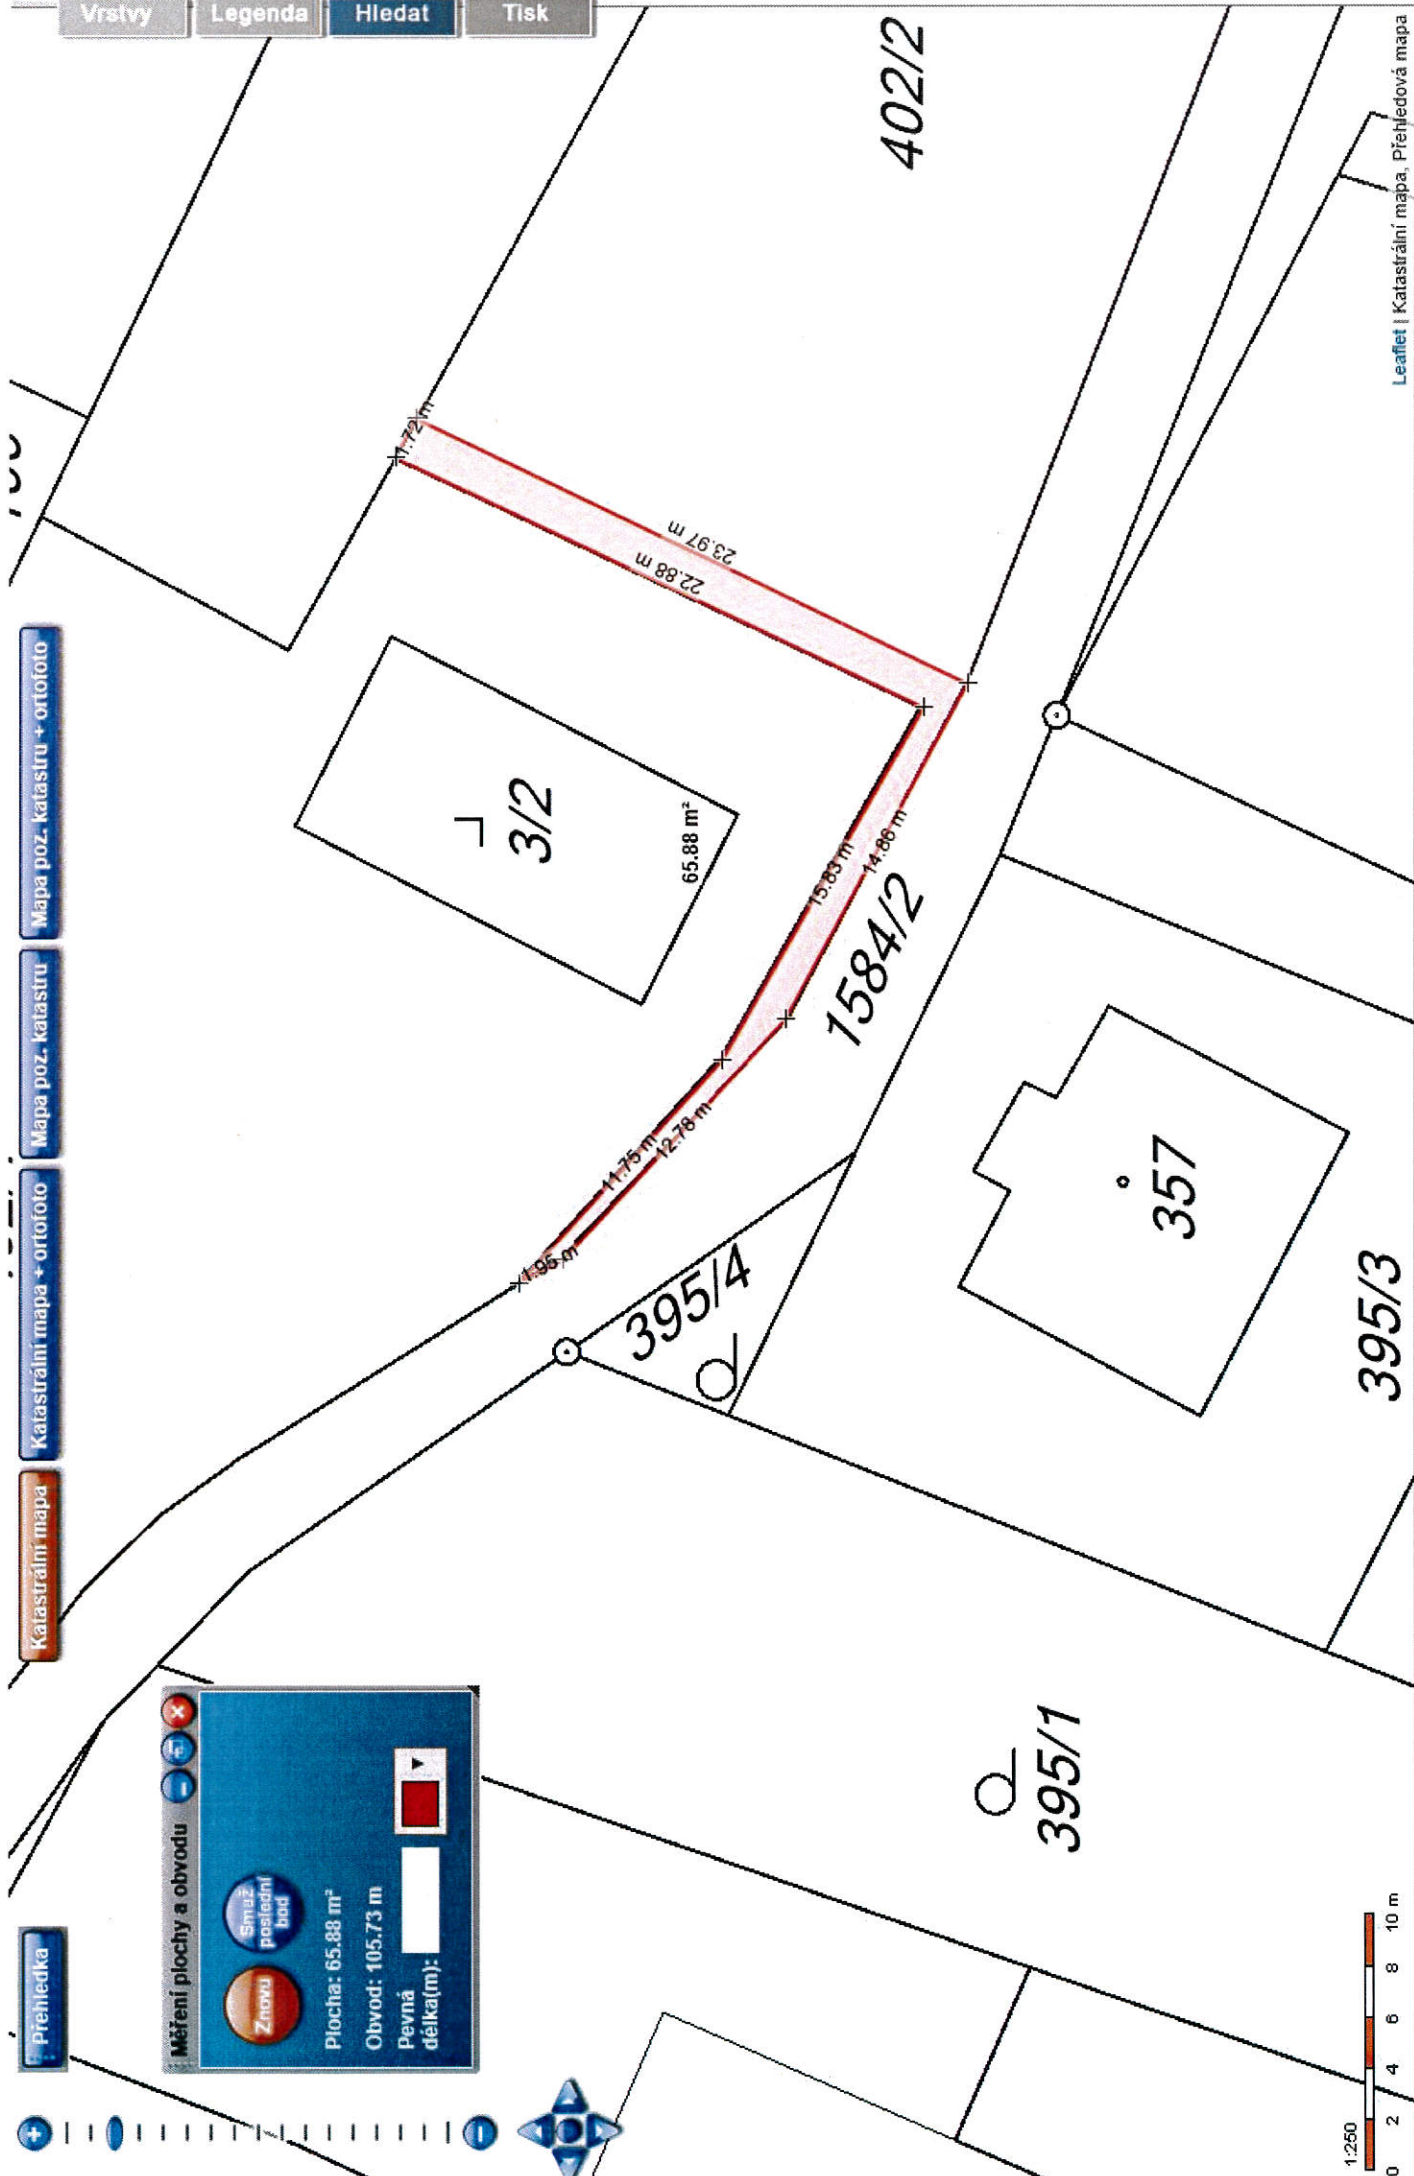 Přehledka
Katastrální mapa
Katastrální mapa + ortofoto
Mapa poz. katastru
Mapa poz. katastru + ortofoto
Vrstvy
Legenda
Hledat
Tisk
Měření plochy a obvodu
Znovu
Smaž
poslední
bod
Plocha: 65.88 m²
Obvod: 105.73 m
Pevná
délka(m):
1.72 m
23.97 m
22.88 m
3/2
65.88 m²
15.83 m
14.86 m
11.75 m
12.78 m
1.95 m
402/2
1584/2
395/4
357
395/3
395/1
1:250
0 2 4 6 8 10 m
Leaflet | Katastrální mapa, Přehledová mapa